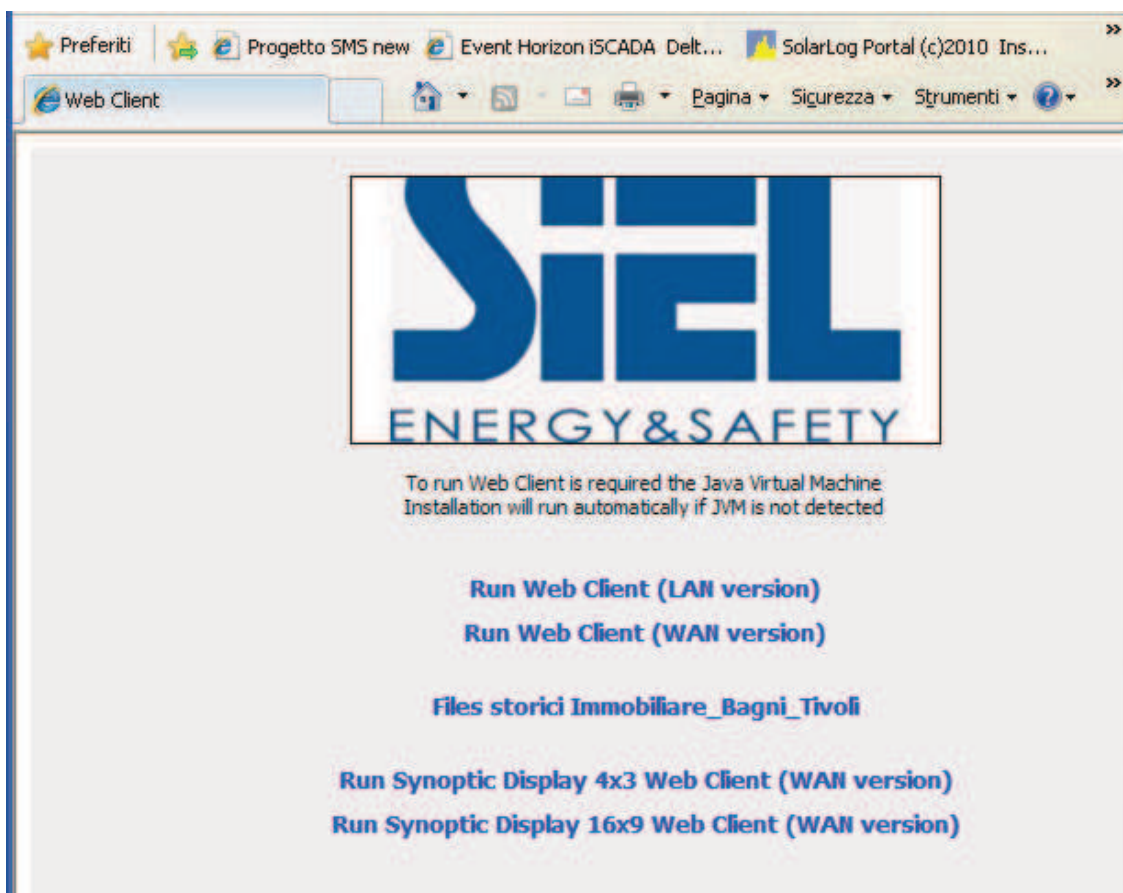 Preferiti Progetto SMS new Event Horizon iSCADA Delt... SolarLog Portal (c)2010 Ins... »
Web Client Pagina Sicurezza Strumenti »
SiEL
ENERGY&SAFETY
To run Web Client is required the Java Virtual Machine
Installation will run automatically if JVM is not detected
Run Web Client (LAN version)
Run Web Client (WAN version)
Files storici Immobiliare_Bagni_Tivoli
Run Synoptic Display 4x3 Web Client (WAN version)
Run Synoptic Display 16x9 Web Client (WAN version)